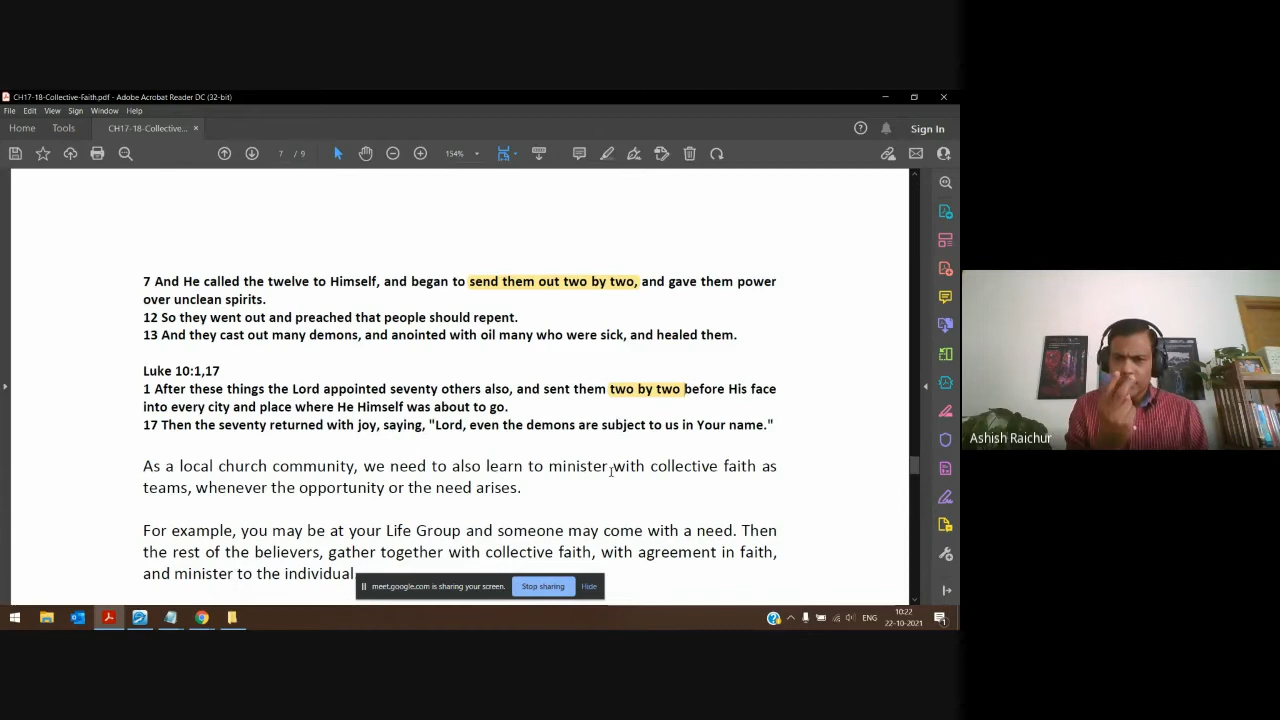 CH17-18-Collective-Faith.pdf - Adobe Acrobat Reader DC (32-bit)
File Edit View Sign Window Help
Home Tools CH17-18-Collective... × Sign In
7 / 9 154%
7 And He called the twelve to Himself, and began to send them out two by two, and gave them power
over unclean spirits.
12 So they went out and preached that people should repent.
13 And they cast out many demons, and anointed with oil many who were sick, and healed them.
Luke 10:1,17
1 After these things the Lord appointed seventy others also, and sent them two by two before His face
into every city and place where He Himself was about to go.
17 Then the seventy returned with joy, saying, "Lord, even the demons are subject to us in Your name."
As a local church community, we need to also learn to minister with collective faith as
teams, whenever the opportunity or the need arises.
For example, you may be at your Life Group and someone may come with a need. Then
the rest of the believers, gather together with collective faith, with agreement in faith,
and minister to the individual.
meet.google.com is sharing your screen. Stop sharing Hide
Ashish Raichur
ENG
10:22
22-10-2021